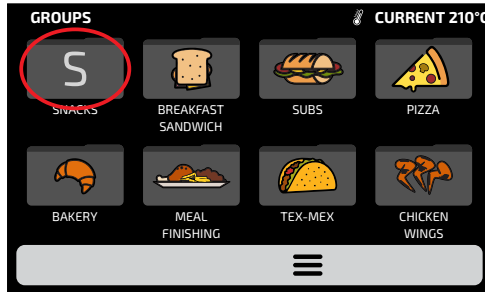 GROUPS
CURRENT 210°C
S
SNACKS
BREAKFAST
SANDWICH
SUBS
PIZZA
BAKERY
MEAL
FINISHING
TEX-MEX
CHICKEN
WINGS